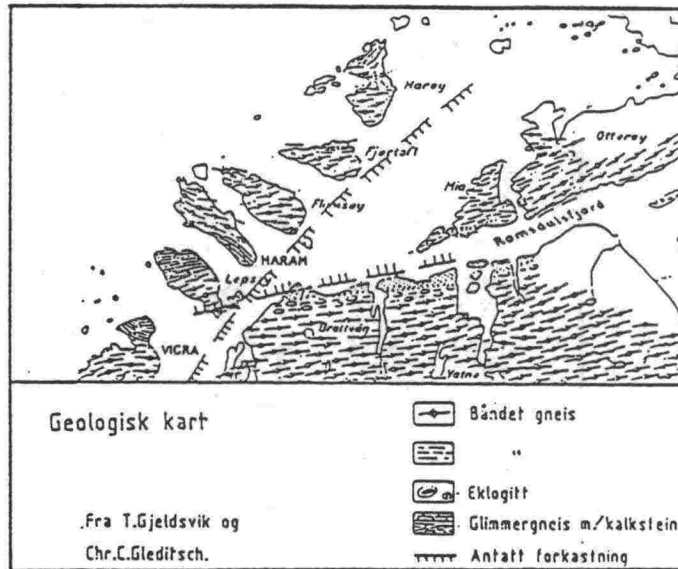 Harøy
Otterøy
Fjørtoft
Mia
Flemsøy
Romsdalsfjord
HARAM
Lepsø
Brattvåg
VIGRA
Vatne
Geologisk kart
Båndet gneis
"
Eklogitt
Fra T.Gjeldsvik og
Glimmergneis m/kalkstein
Chr.C.Gleditsch.
Antatt forkastning